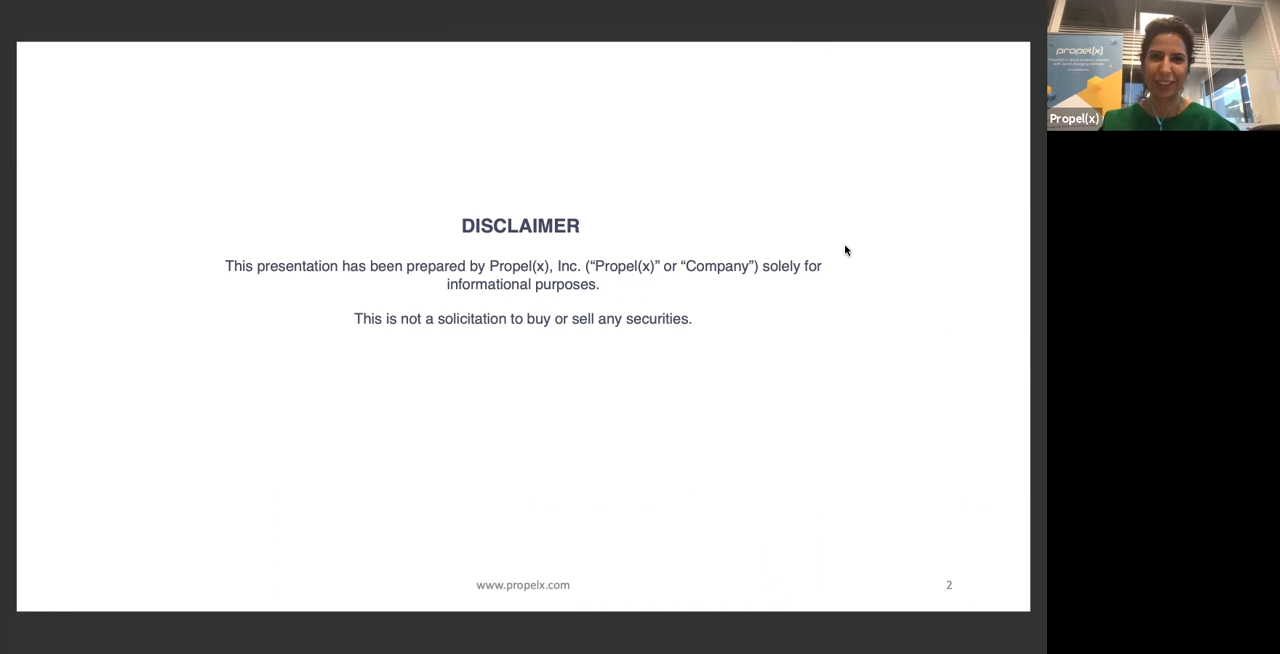 DISCLAIMER
This presentation has been prepared by Propel(x), Inc. (“Propel(x)” or “Company”) solely for
informational purposes.
This is not a solicitation to buy or sell any securities.
www.propelx.com
2
propel(x)
Propel(x)